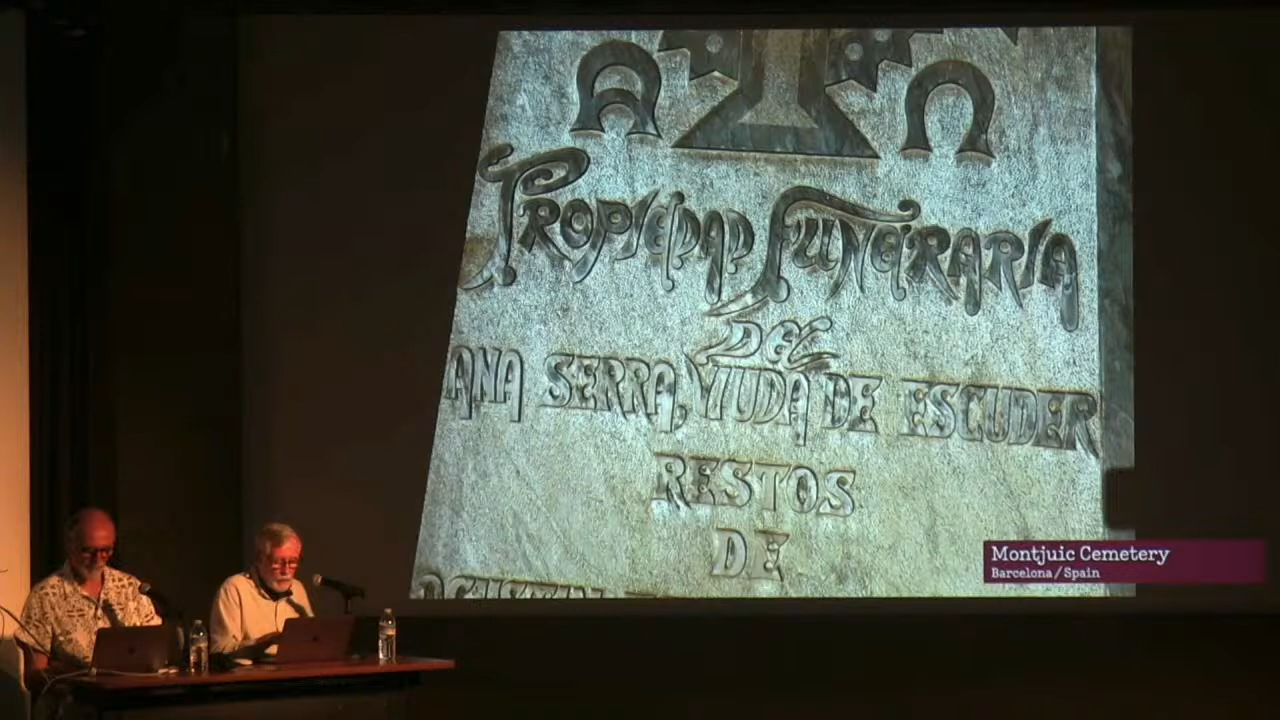 A Ω
Propiedad Funeraria
DE
ANA SERRA, VIUDA DE ESCUDER
RESTOS
DE
Montjuic Cemetery
Barcelona / Spain